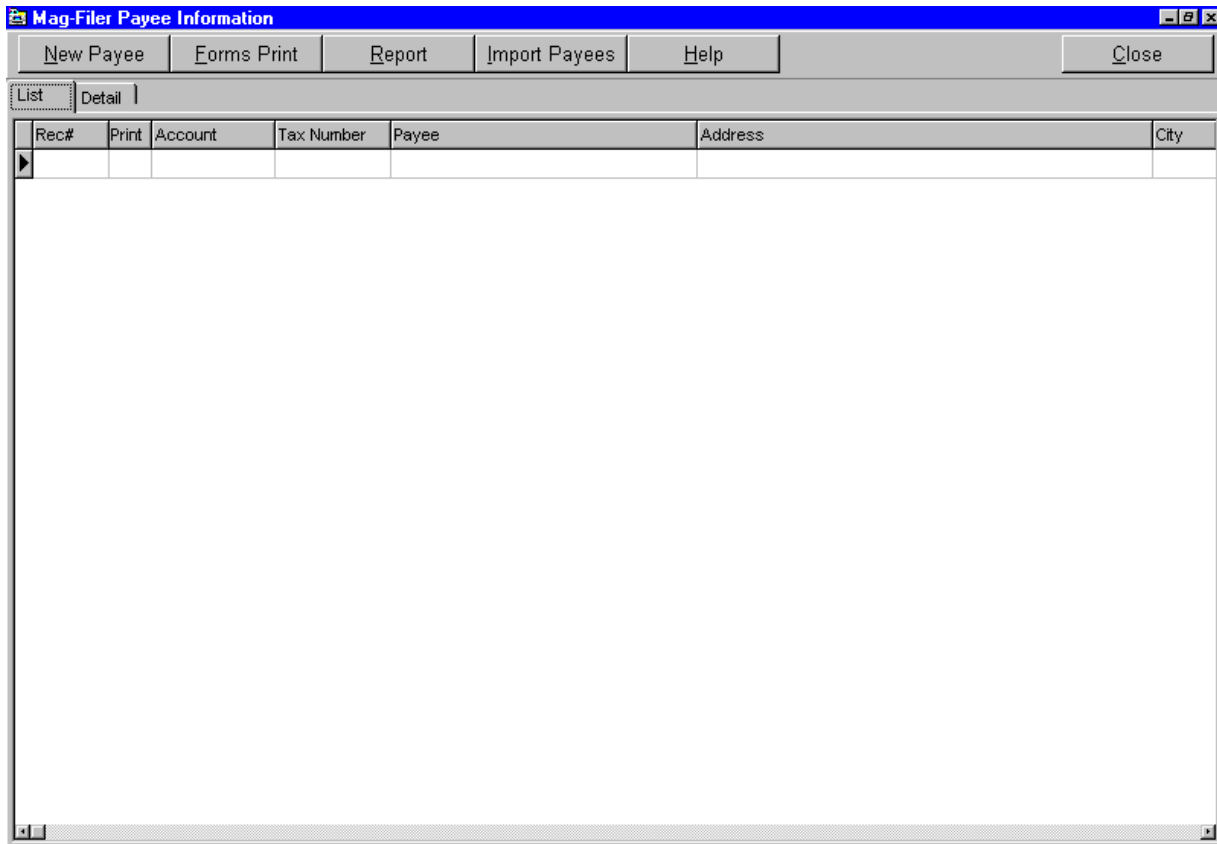 Mag-Filer Payee Information
New Payee Forms Print Report Import Payees Help Close
List Detail
Rec# Print Account Tax Number Payee Address City